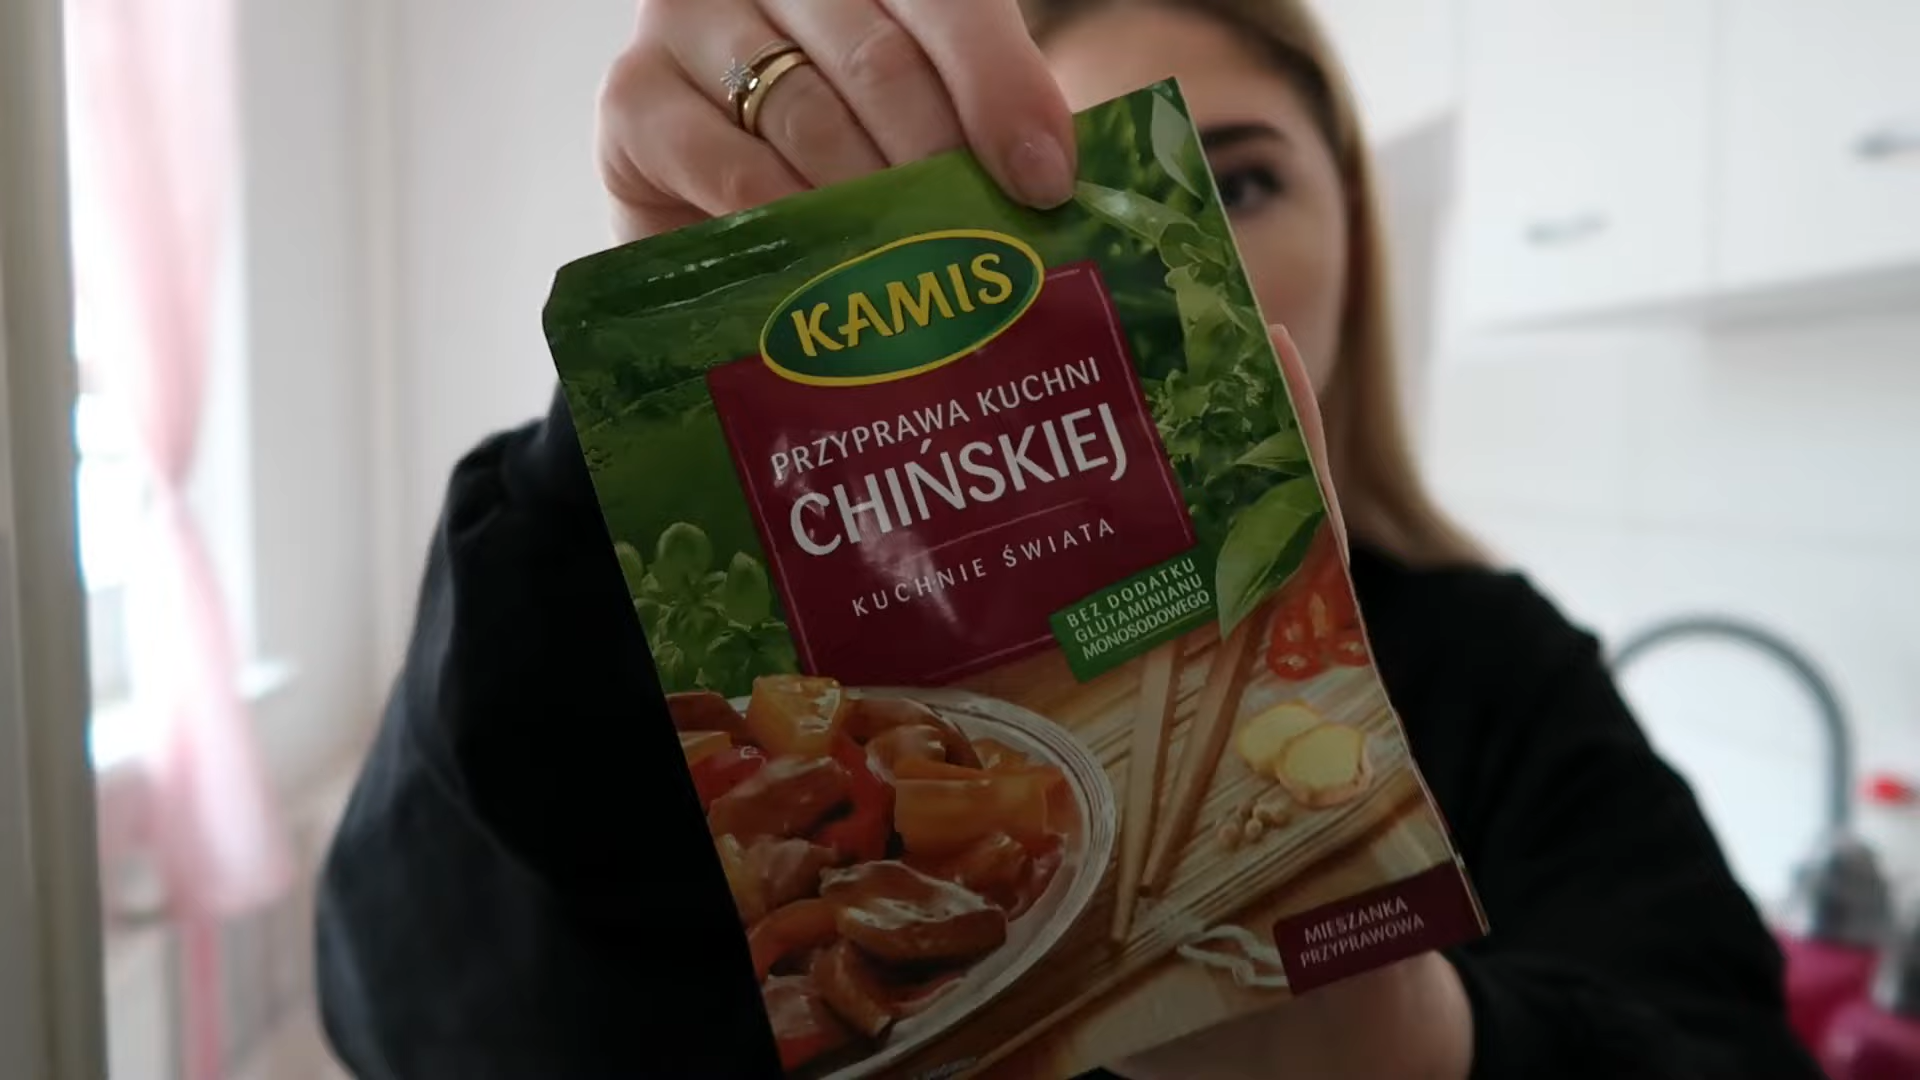 KAMIS
PRZYPRAWA KUCHNI
CHIŃSKIEJ
KUCHNIE ŚWIATA
BEZ DODATKU
GLUTAMINIANU
MONOSODOWEGO
MIESZANKA
PRZYPRAWOWA